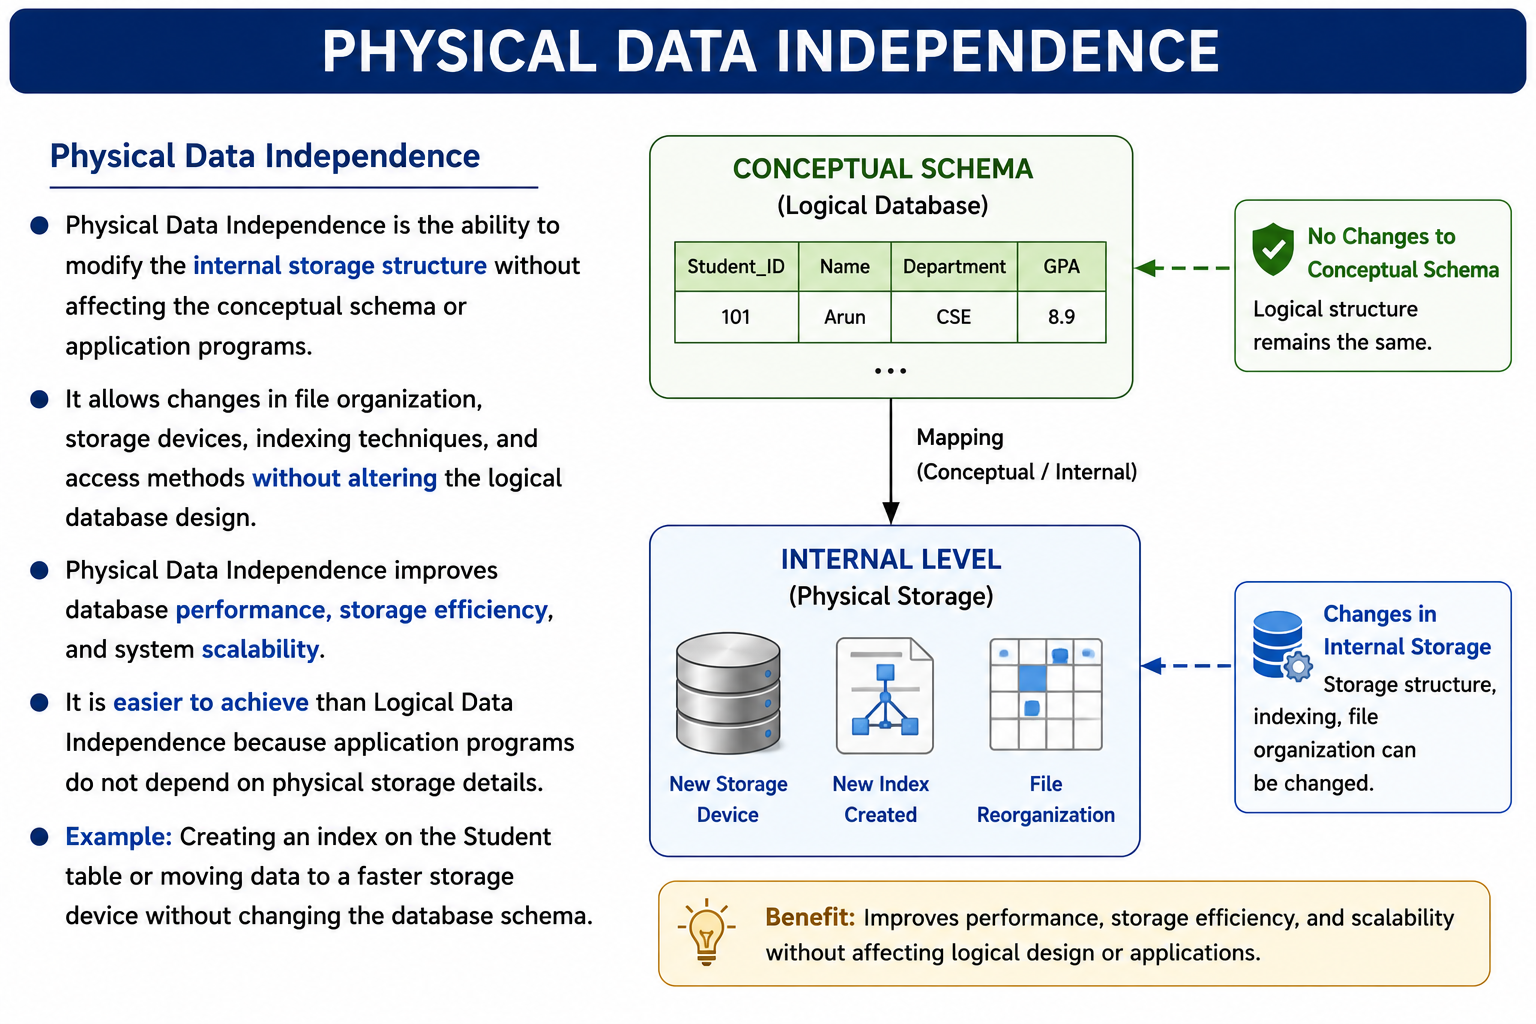 PHYSICAL DATA INDEPENDENCE
Physical Data Independence
Physical Data Independence is the ability to
modify the internal storage structure without
affecting the conceptual schema or
application programs.
It allows changes in file organization,
storage devices, indexing techniques, and
access methods without altering the logical
database design.
Physical Data Independence improves
database performance, storage efficiency,
and system scalability.
It is easier to achieve than Logical Data
Independence because application programs
do not depend on physical storage details.
Example: Creating an index on the Student
table or moving data to a faster storage
device without changing the database schema.
CONCEPTUAL SCHEMA
(Logical Database)
Student_ID Name Department GPA
101 Arun CSE 8.9
...
No Changes to
Conceptual Schema
Logical structure
remains the same.
Mapping
(Conceptual / Internal)
INTERNAL LEVEL
(Physical Storage)
New Storage
Device
New Index
Created
File
Reorganization
Changes in
Internal Storage
Storage structure,
indexing, file
organization can
be changed.
Benefit: Improves performance, storage efficiency, and scalability
without affecting logical design or applications.